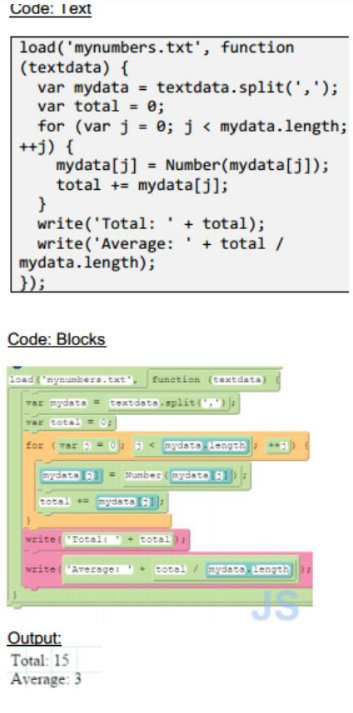 Code: Text
load('mynumbers.txt', function
(textdata) {
var mydata = textdata.split(',');
var total = 0;
for (var j = 0; j < mydata.length;
++j) {
mydata[j] = Number(mydata[j]);
total += mydata[j];
}
write('Total: ' + total);
write('Average: ' + total /
mydata.length);
});
Code: Blocks
load('mynumbers.txt', function (textdata) {
var mydata = textdata.split(',');
var total = 0;
for ( var j = 0; j < mydata.length; ++j) {
mydata[j] = Number(mydata[j]);
total += mydata[j];
}
write('Total: ' + total);
write('Average: ' + total / mydata.length);
}
JS
Output:
Total: 15
Average: 3